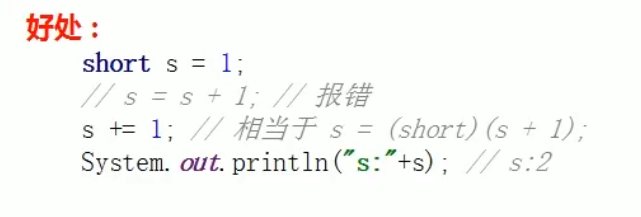 好处：
short s = 1;
// s = s + 1; // 报错
s += 1; // 相当于 s = (short)(s + 1);
System.out.println("s:"+s); // s:2